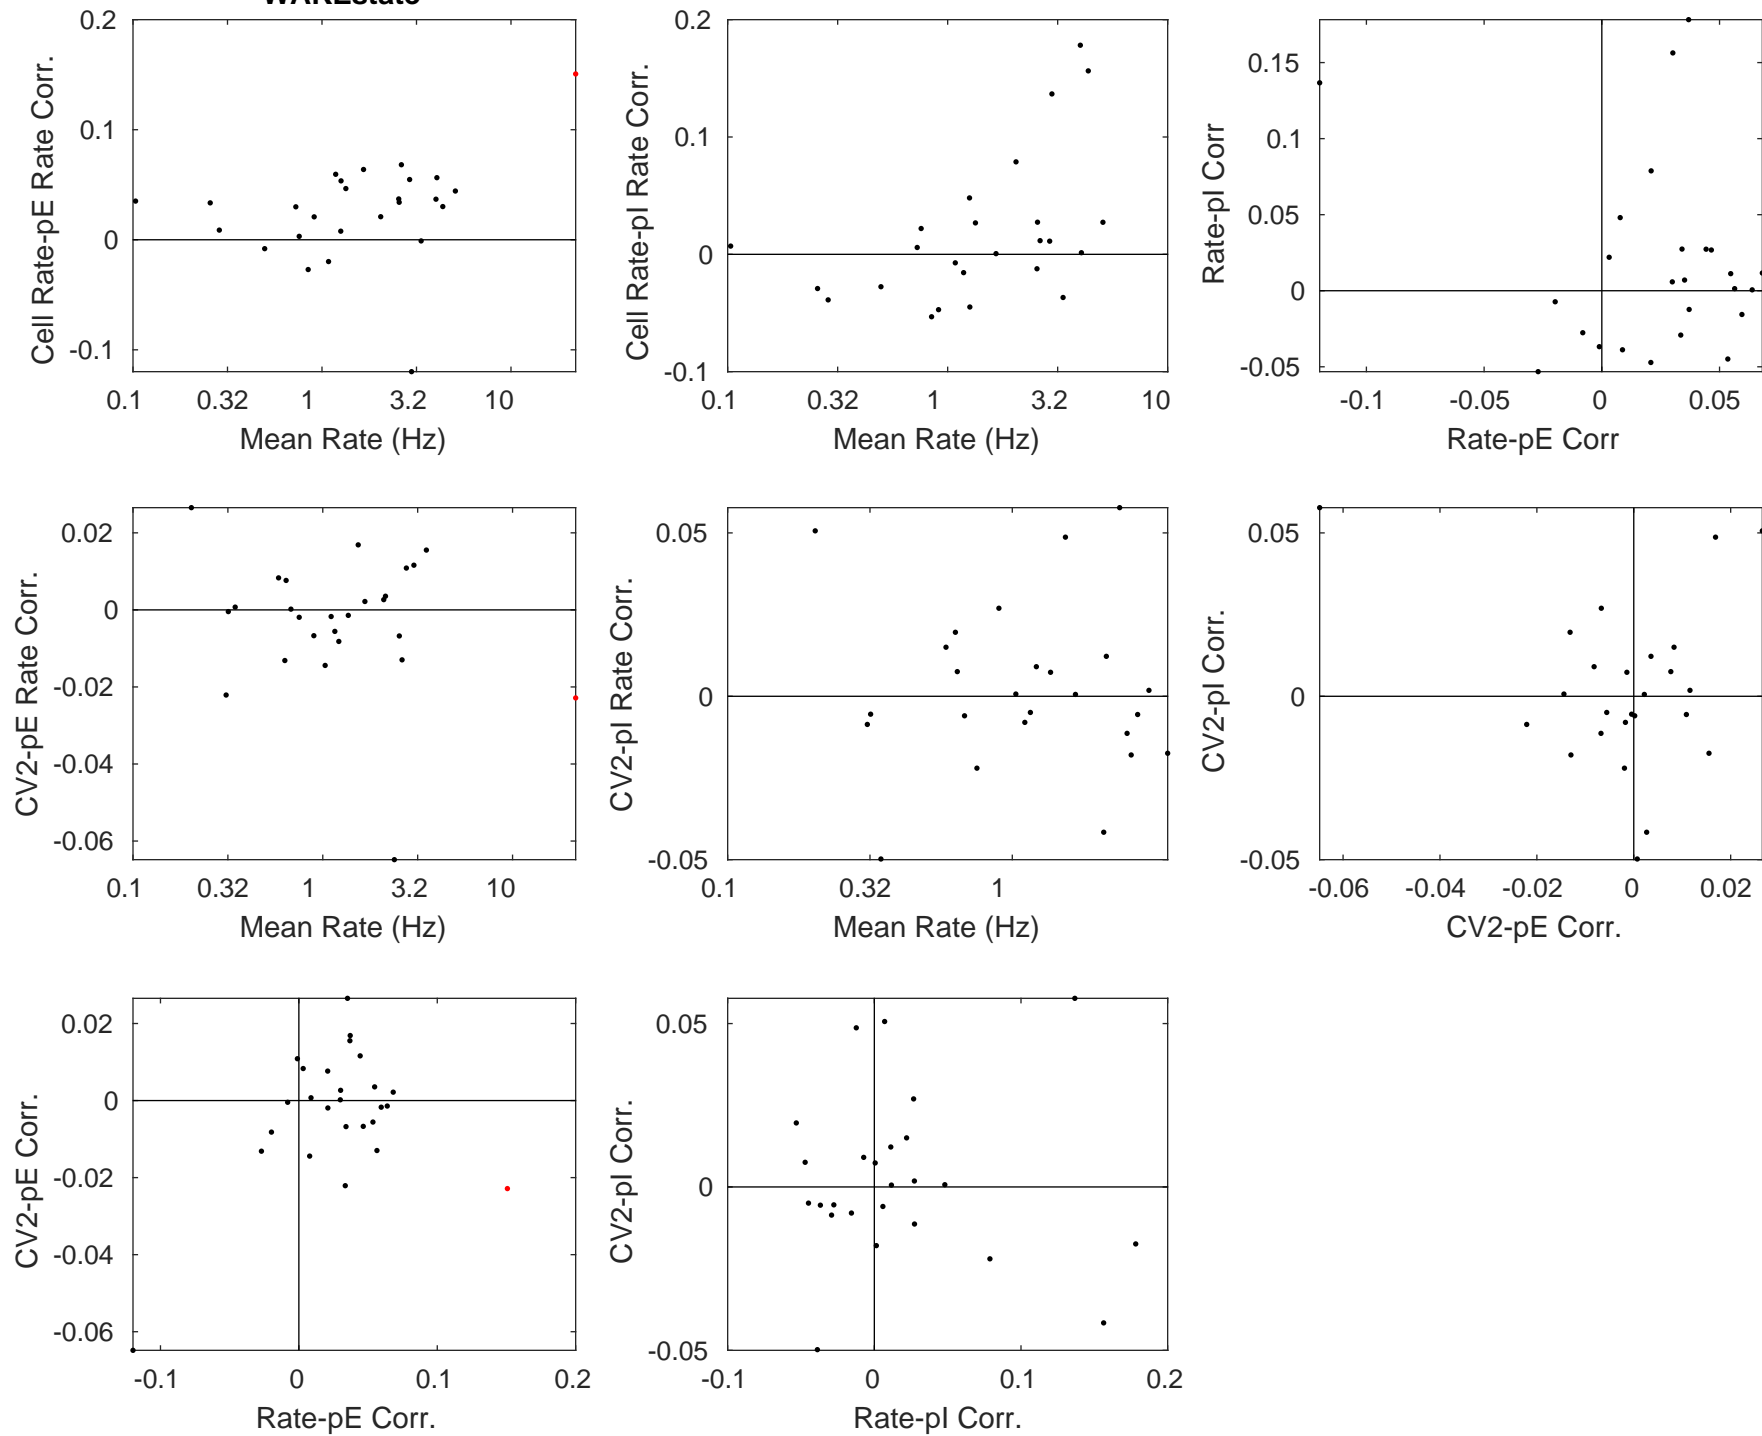 WAKEstate
0.2
0.1
0
-0.1
0.1 0.32 1 3.2 10
Cell Rate-pE Rate Corr.
Mean Rate (Hz)
0.2
0.1
0
-0.1
0.1 0.32 1 3.2 10
Cell Rate-pI Rate Corr.
Mean Rate (Hz)
0.15
0.1
0.05
0
-0.05
-0.1 -0.05 0 0.05
Rate-pI Corr
Rate-pE Corr
0.02
0
-0.02
-0.04
-0.06
0.1 0.32 1 3.2 10
CV2-pE Rate Corr.
Mean Rate (Hz)
0.05
0
-0.05
0.1 0.32 1
CV2-pI Rate Corr.
Mean Rate (Hz)
0.05
0
-0.05
-0.06 -0.04 -0.02 0 0.02
CV2-pI Corr.
CV2-pE Corr.
0.02
0
-0.02
-0.04
-0.06
-0.1 0 0.1 0.2
CV2-pE Corr.
Rate-pE Corr.
0.05
0
-0.05
-0.1 0 0.1 0.2
CV2-pI Corr.
Rate-pI Corr.